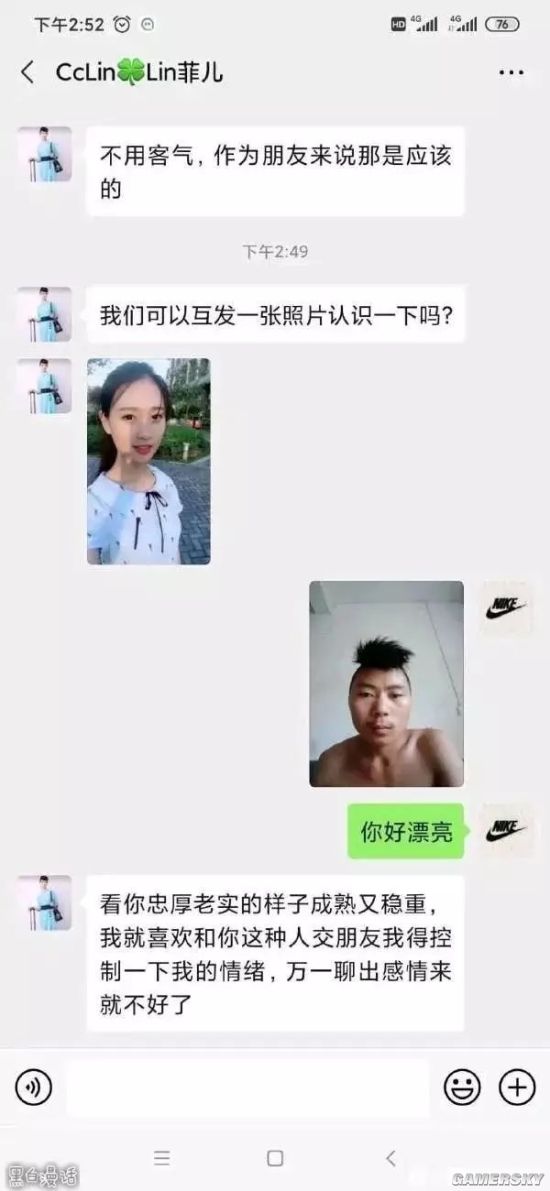 下午2:52
HD 4G 4G 76
CcLin🍀Lin菲儿
不用客气，作为朋友来说那是应该
的
下午2:49
我们可以互发一张照片认识一下吗?
NIKE
你好漂亮
NIKE
看你忠厚老实的样子成熟又稳重，
我就喜欢和你这种人交朋友我得控
制一下我的情绪，万一聊出感情来
就不好了
黑白漫话
GAMERSKY